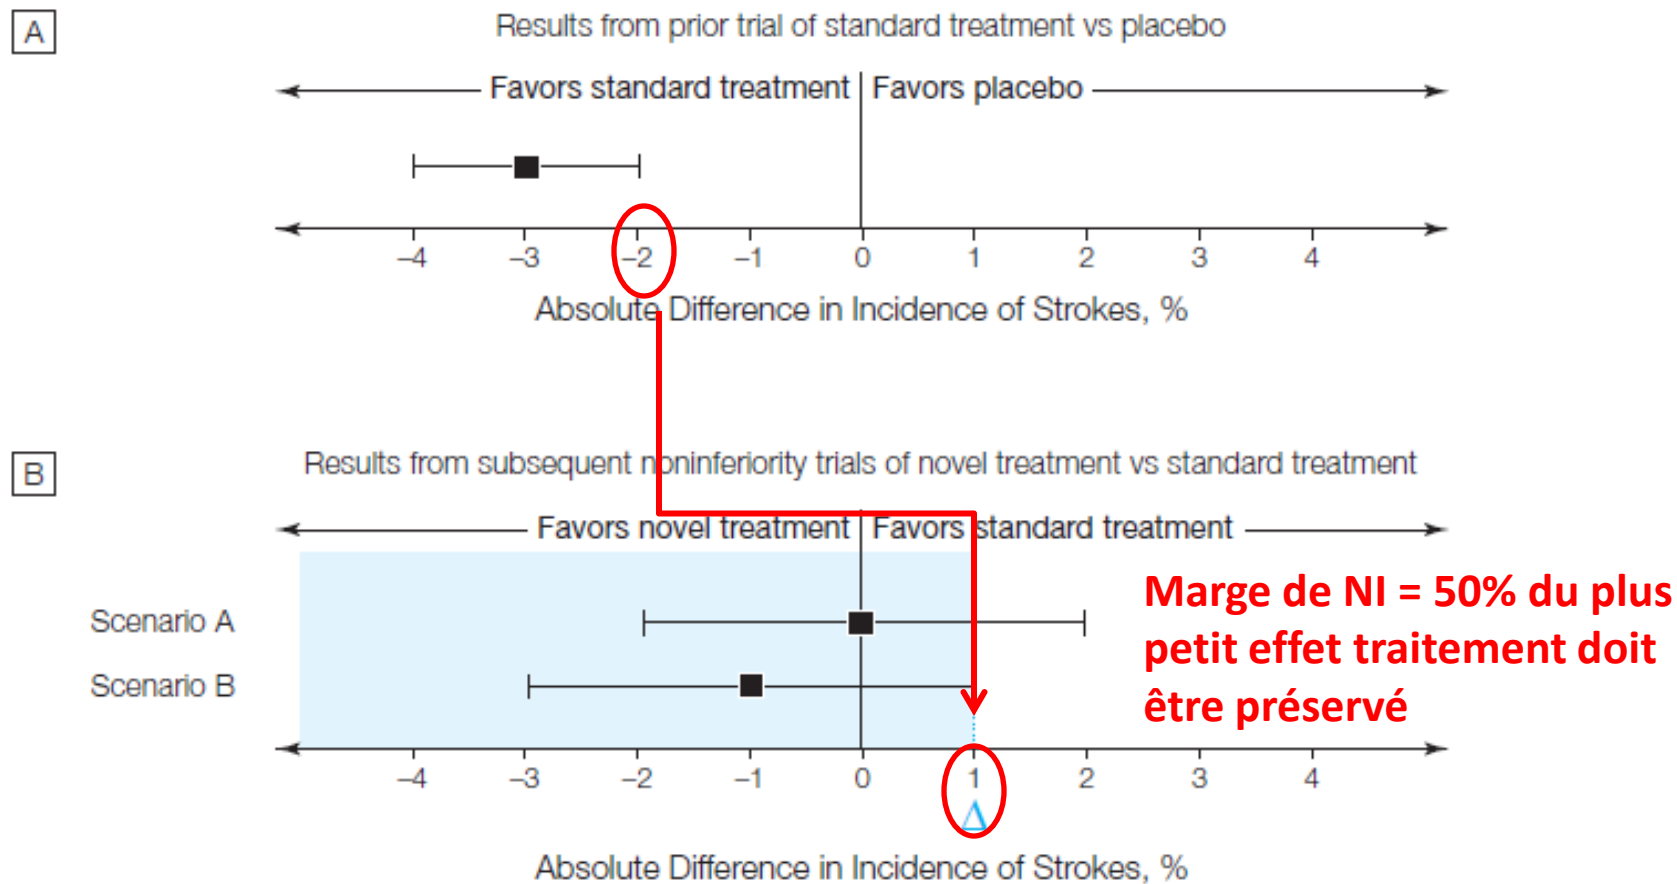 A
Results from prior trial of standard treatment vs placebo
Favors standard treatment Favors placebo
–4 –3 –2 –1 0 1 2 3 4
Absolute Difference in Incidence of Strokes, %
B
Results from subsequent noninferiority trials of novel treatment vs standard treatment
Favors novel treatment Favors standard treatment
Scenario A
Scenario B
Marge de NI = 50% du plus
petit effet traitement doit
être préservé
–4 –3 –2 –1 0 1 2 3 4
Δ
Absolute Difference in Incidence of Strokes, %